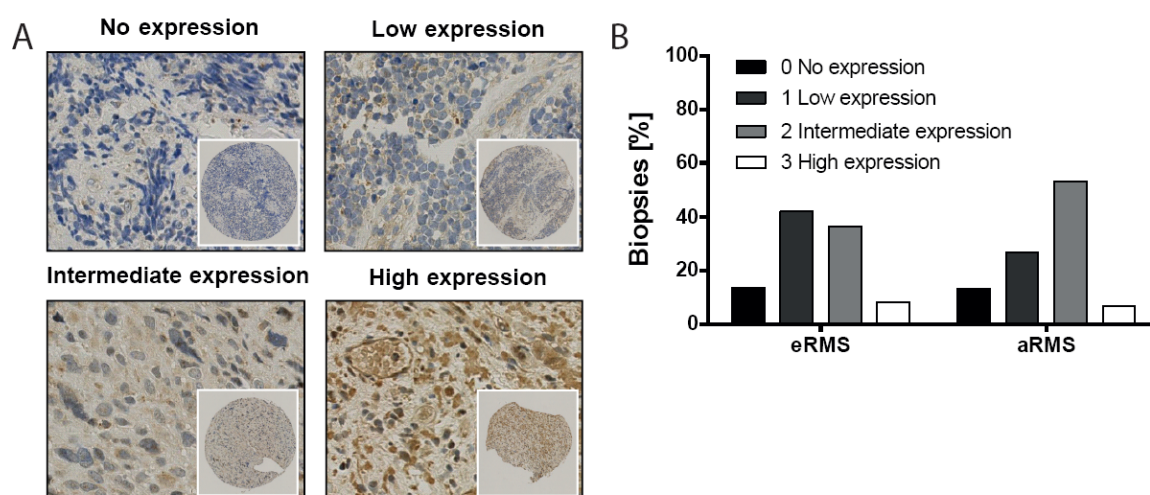 A
No expression
Low expression
Intermediate expression
High expression
B
Biopsies [%]
100
80
60
40
20
0
0 No expression
1 Low expression
2 Intermediate expression
3 High expression
eRMS
aRMS